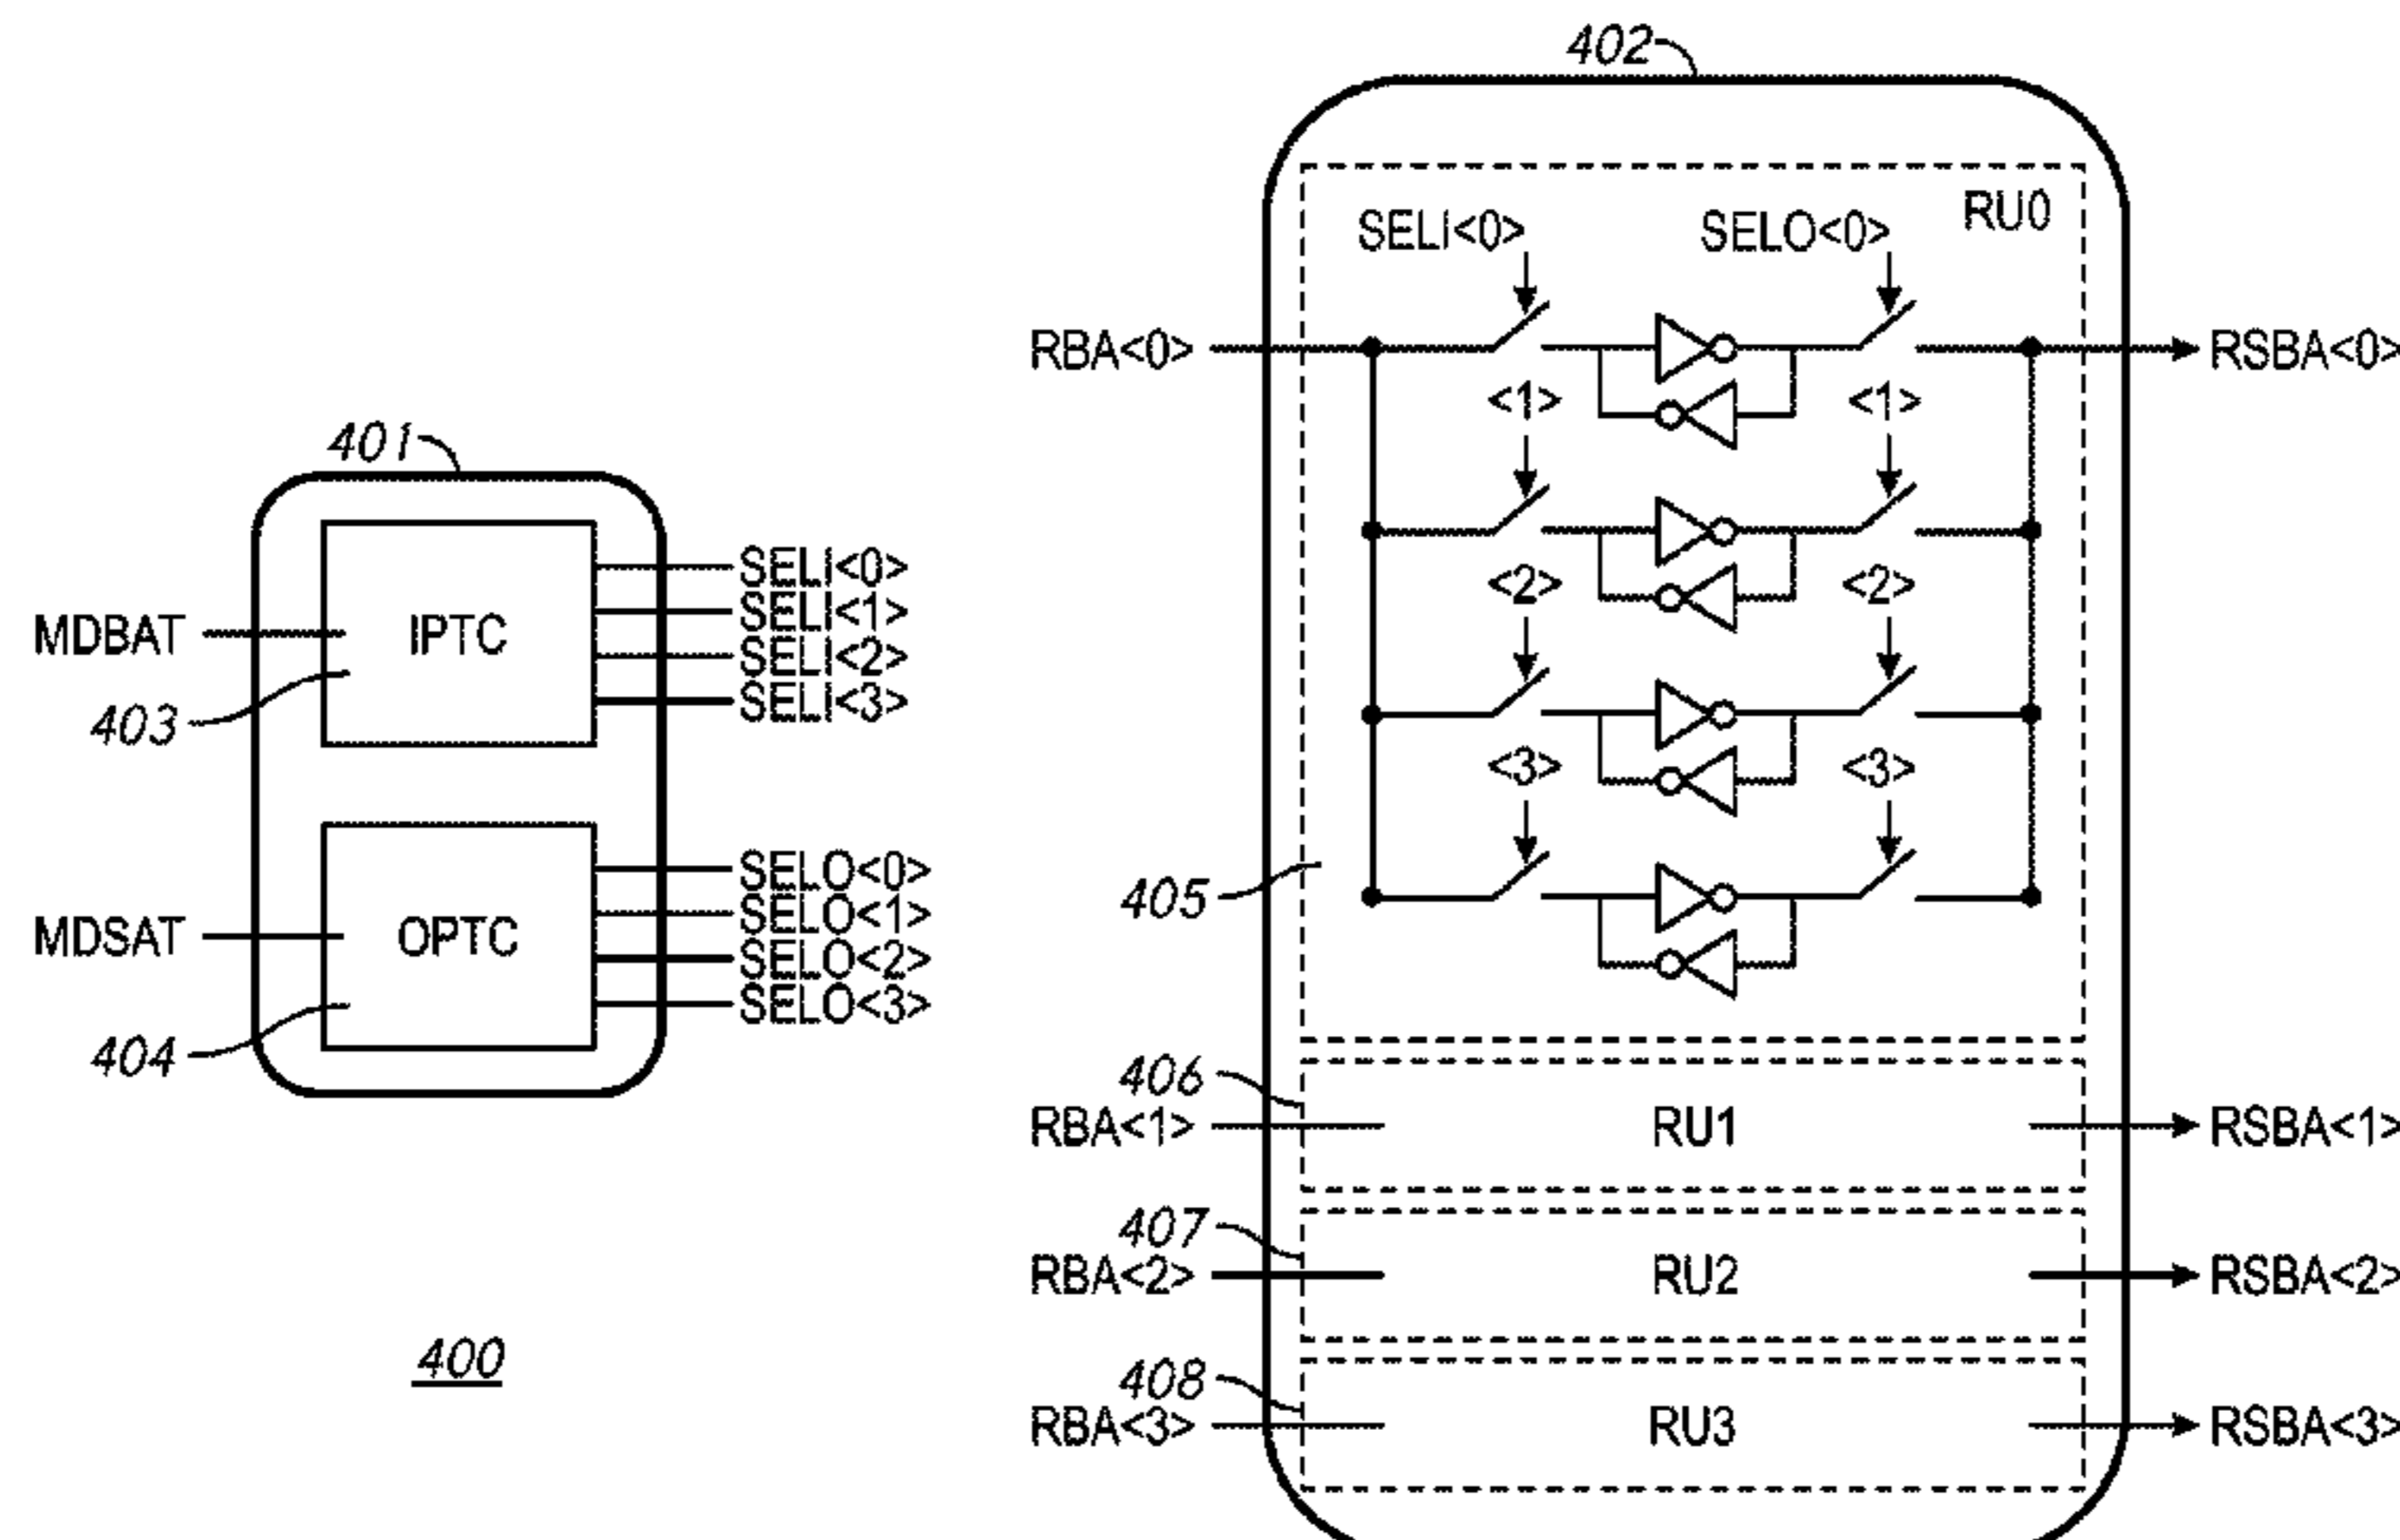 402
RU0
SELI<0> SELO<0>
RBA<0> RSBA<0>
<1> <1>
<2> <2>
<3> <3>
405
401
IPTC
MDBAT
403
SELI<0>
SELI<1>
SELI<2>
SELI<3>
OPTC
MDSAT
404
SELO<0>
SELO<1>
SELO<2>
SELO<3>
406
RBA<1> RU1 RSBA<1>
407
RBA<2> RU2 RSBA<2>
408
RBA<3> RU3 RSBA<3>
400